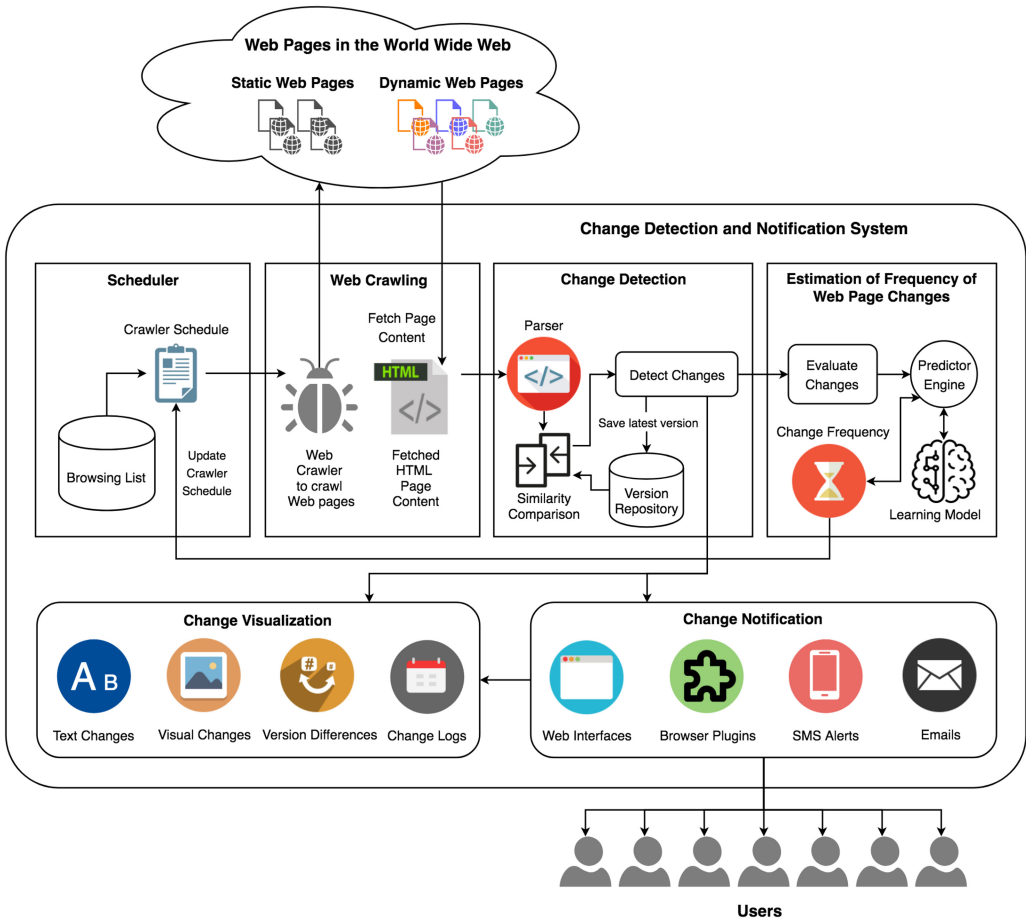 Web Pages in the World Wide Web
Static Web Pages
Dynamic Web Pages
Change Detection and Notification System
Scheduler
Crawler Schedule
Browsing List
Update
Crawler
Schedule
Web Crawling
Fetch Page
Content
HTML
</>
Web
Crawler
to crawl
Web pages
Fetched
HTML
Page
Content
Change Detection
Parser
</>
Detect Changes
Save latest version
Similarity
Comparison
Version
Repository
Estimation of Frequency of
Web Page Changes
Evaluate
Changes
Predictor
Engine
Change Frequency
Learning Model
Change Visualization
A B
#
Text Changes
Visual Changes
Version Differences
Change Logs
Change Notification
Web Interfaces
Browser Plugins
SMS Alerts
Emails
Users